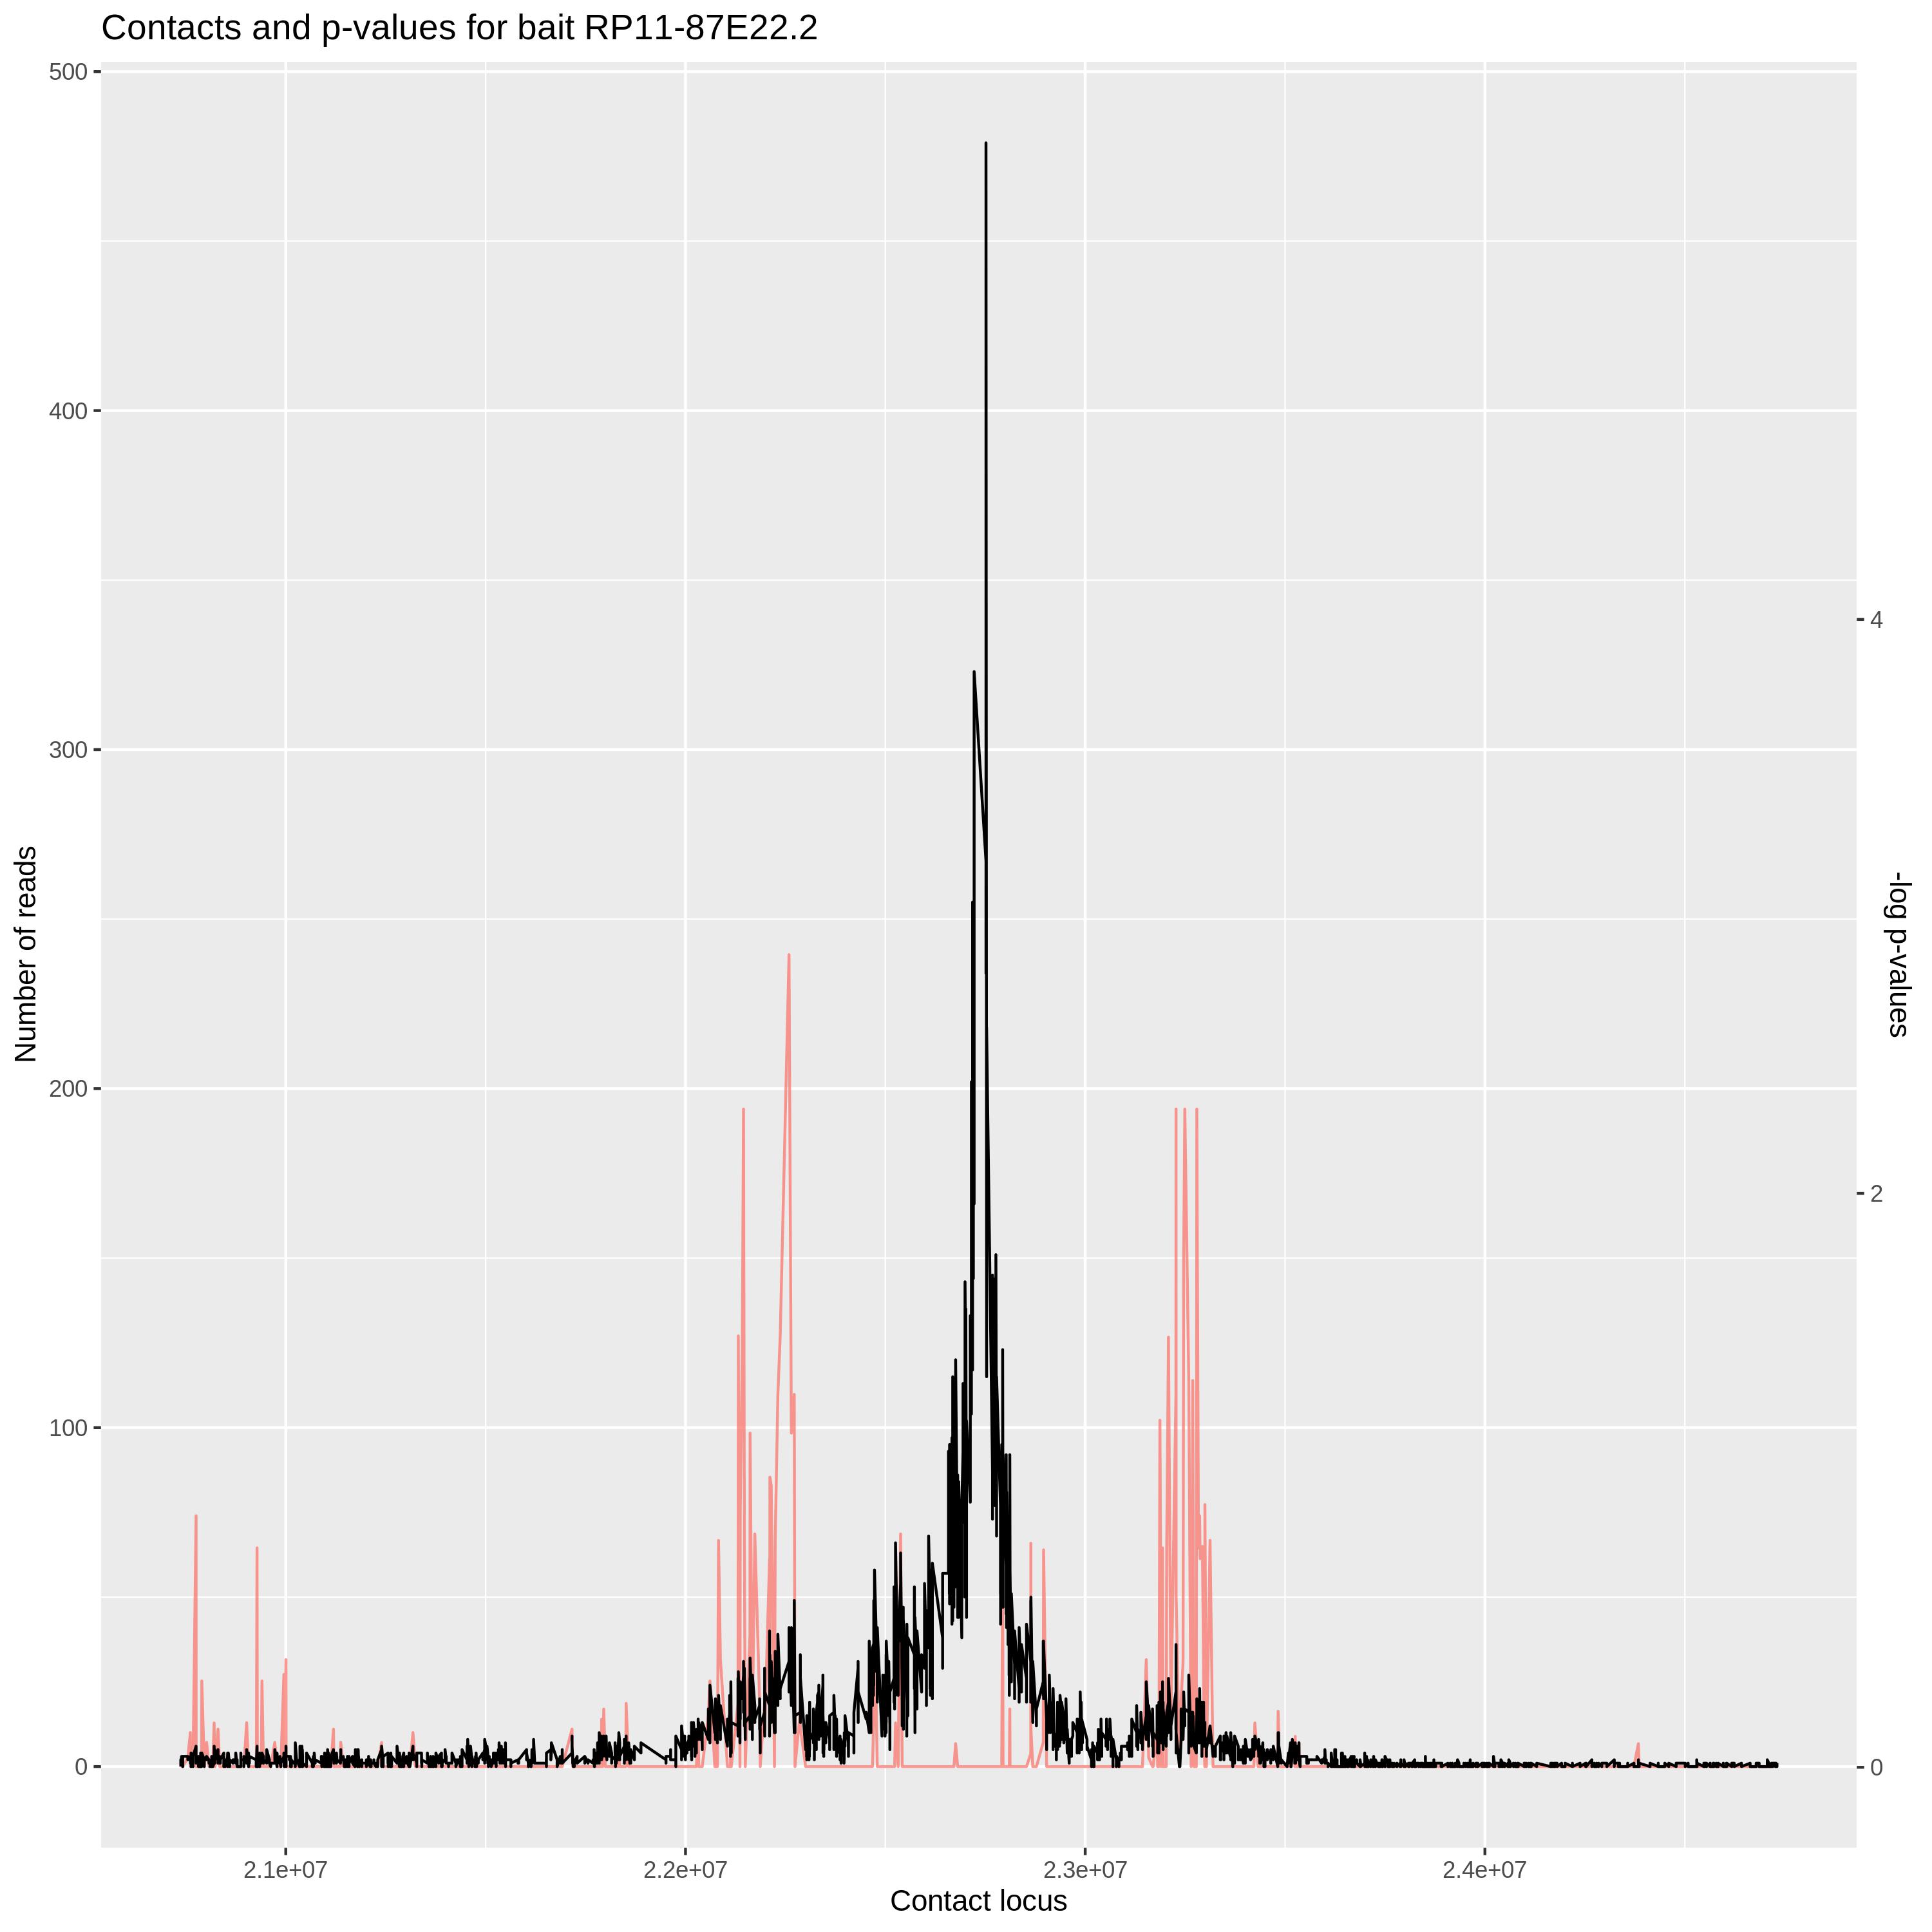 Contacts and p-values for bait RP11-87E22.2
500
400
300
200
100
0
Number of reads
4
2
0
-log p-values
2.1e+07
2.2e+07
2.3e+07
2.4e+07
Contact locus